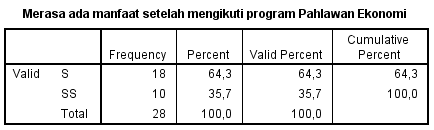 Merasa ada manfaat setelah mengikuti program Pahlawan Ekonomi
Frequency Percent Valid Percent Cumulative Percent
Valid S 18 64,3 64,3 64,3
SS 10 35,7 35,7 100,0
Total 28 100,0 100,0